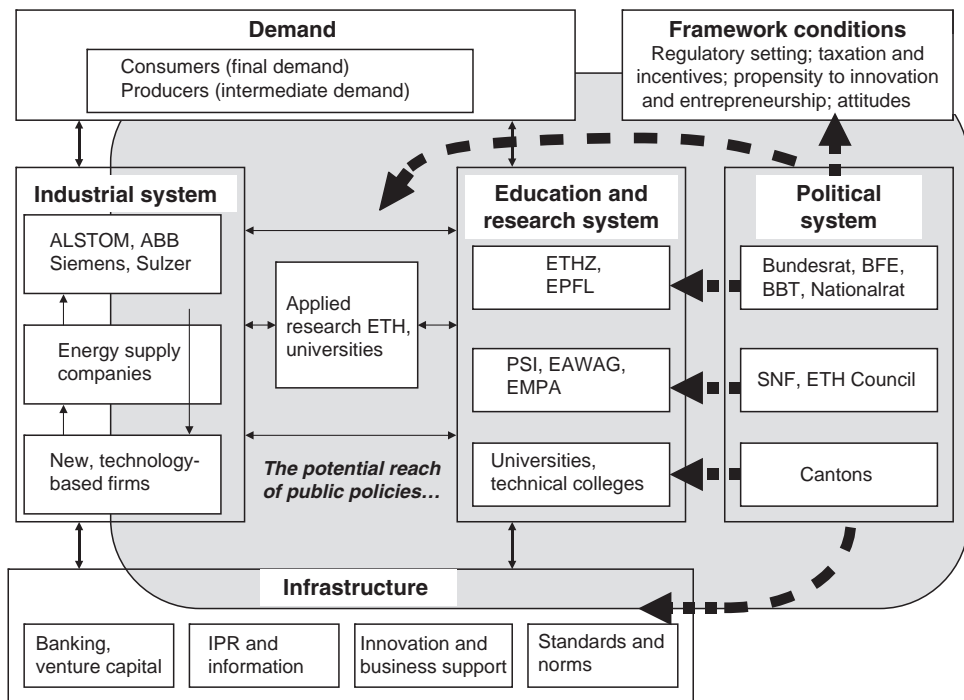 Demand
Consumers (final demand)
Producers (intermediate demand)
Framework conditions
Regulatory setting; taxation and
incentives; propensity to innovation
and entrepreneurship; attitudes
Industrial system
ALSTOM, ABB
Siemens, Sulzer
Energy supply
companies
New, technology-
based firms
Applied
research ETH,
universities
The potential reach
of public policies…
Education and
research system
ETHZ,
EPFL
PSI, EAWAG,
EMPA
Universities,
technical colleges
Political
system
Bundesrat, BFE,
BBT, Nationalrat
SNF, ETH Council
Cantons
Infrastructure
Banking,
venture capital
IPR and
information
Innovation and
business support
Standards and
norms